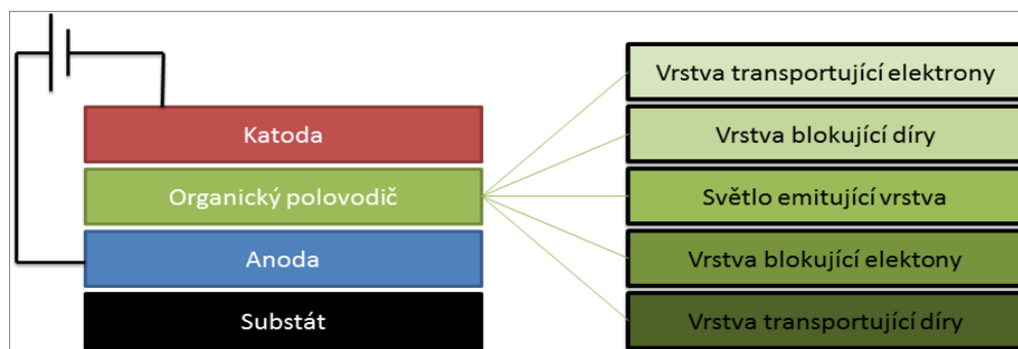 Katoda
Organický polovodič
Anoda
Substát
Vrstva transportující elektrony
Vrstva blokující díry
Světlo emitující vrstva
Vrstva blokující elektony
Vrstva transportující díry